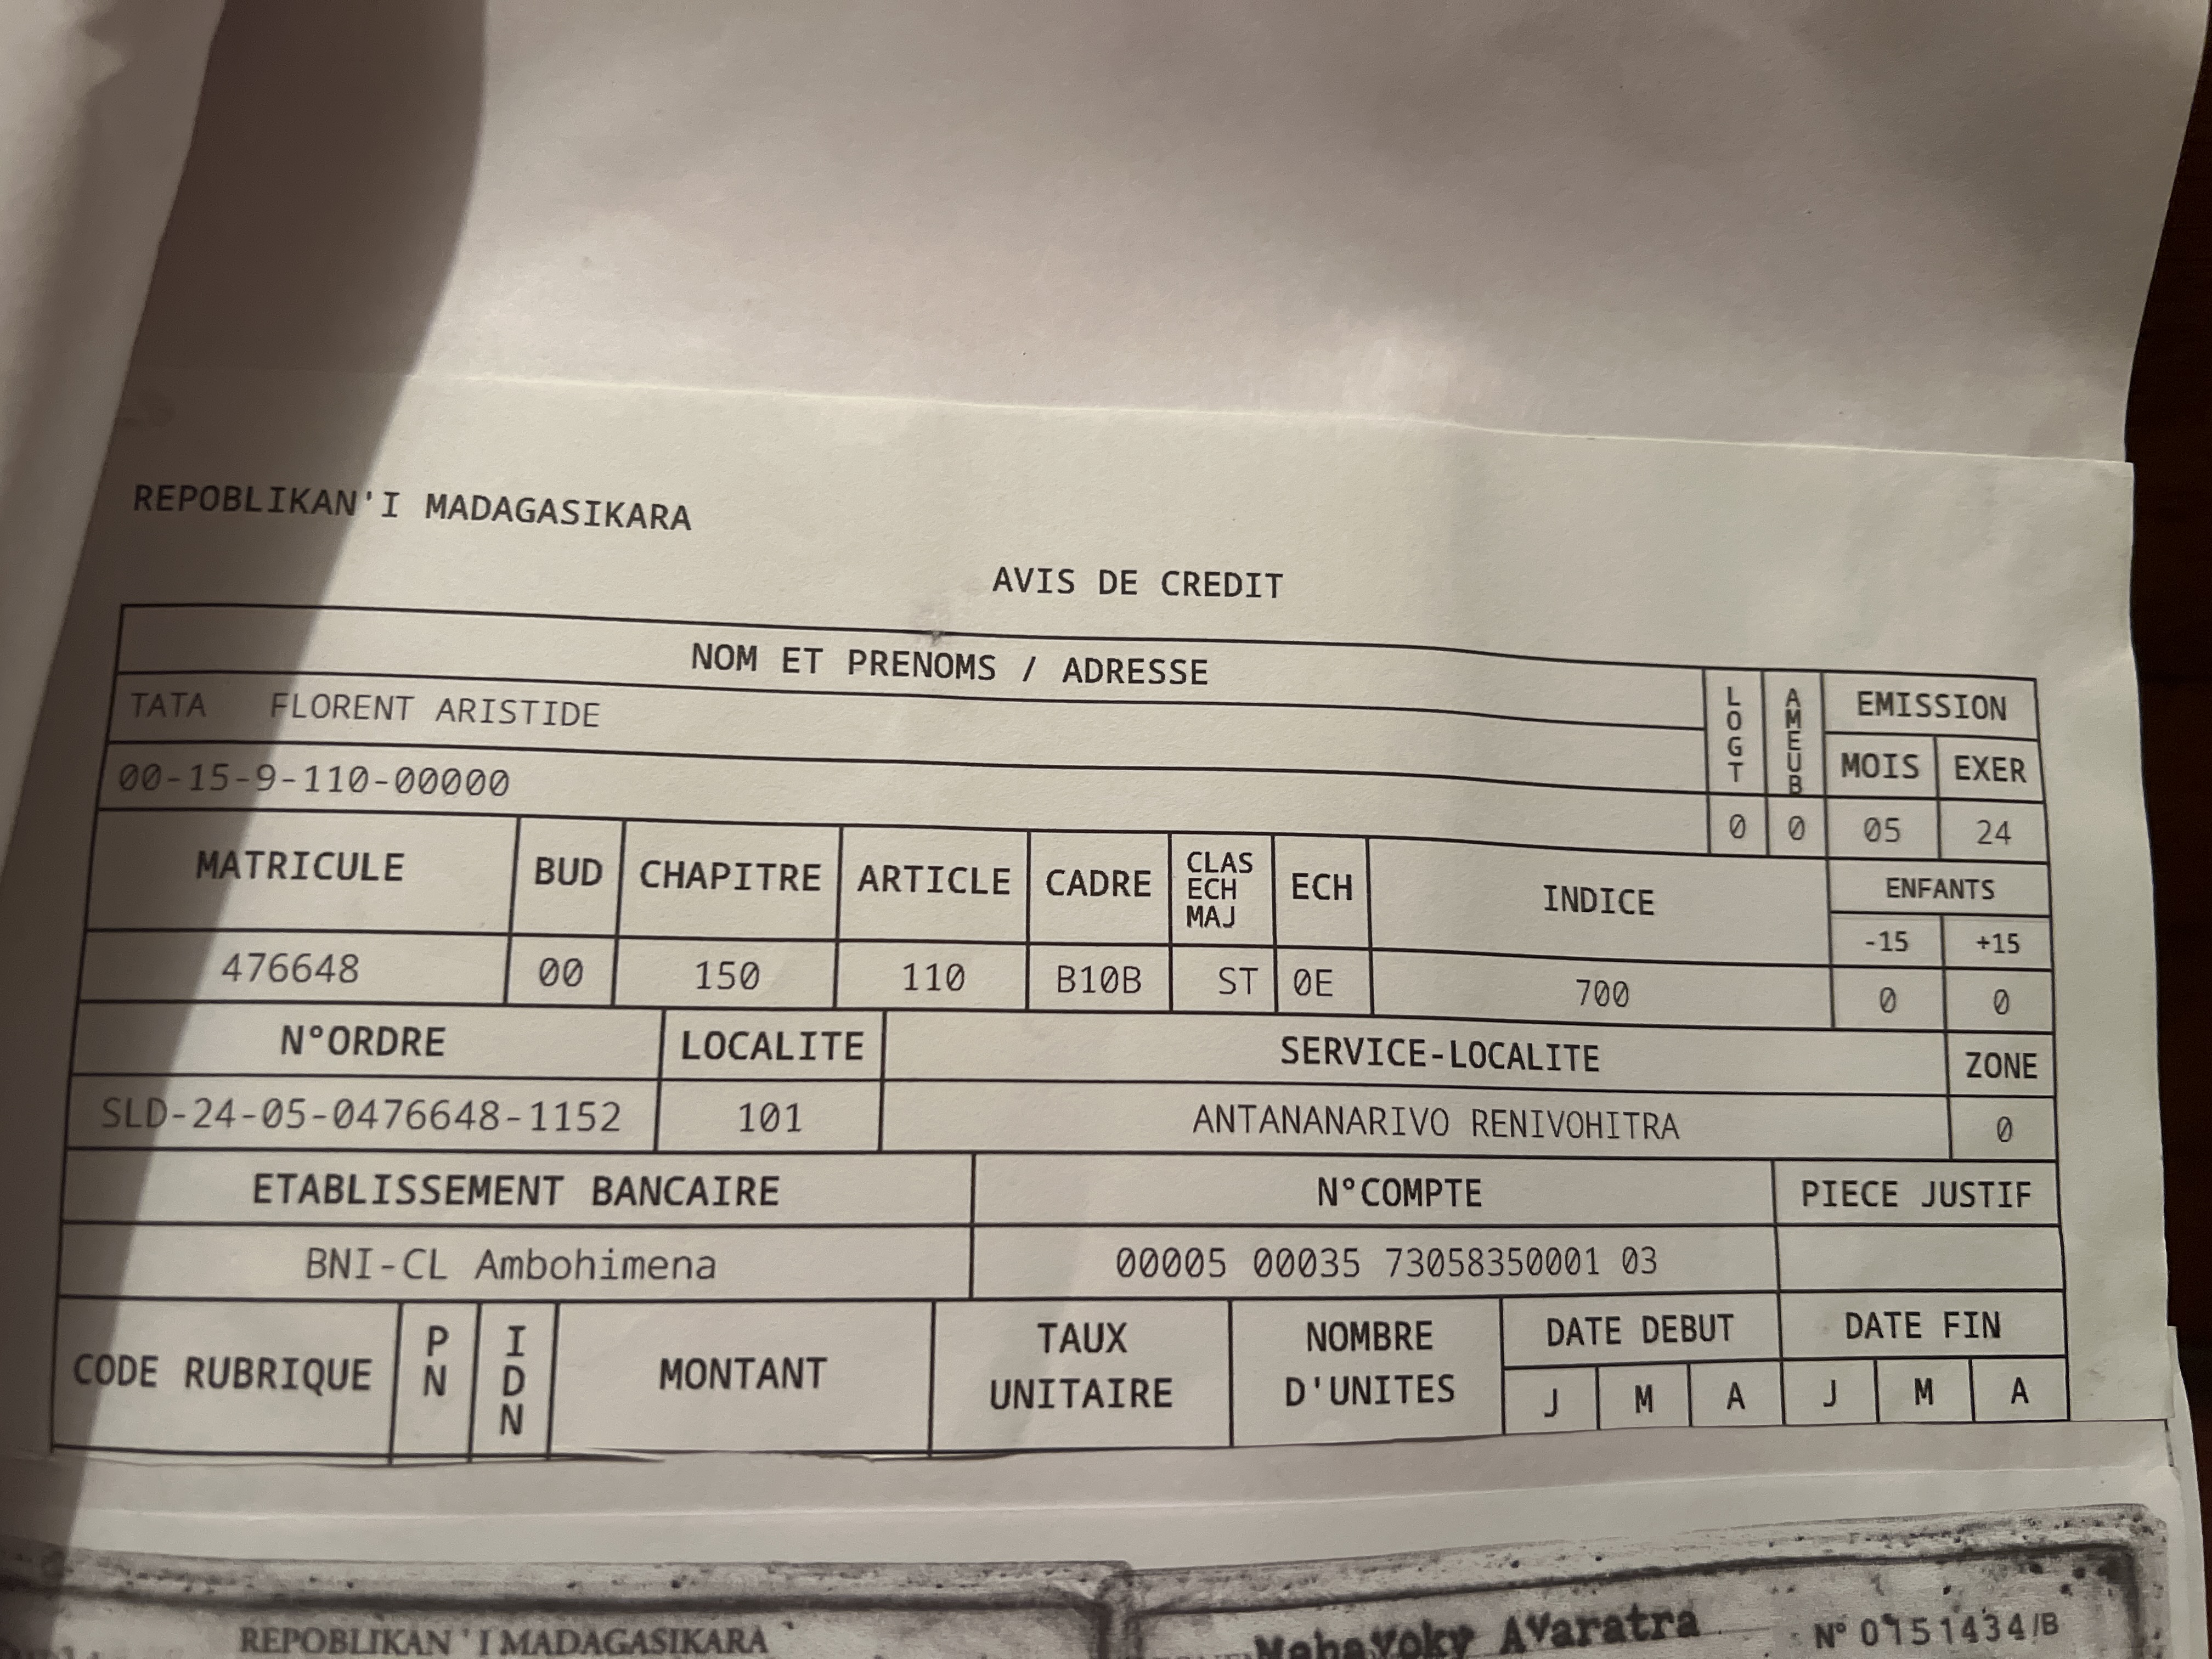 REPOBLIKAN'I MADAGASIKARA
AVIS DE CREDIT
NOM ET PRENOMS / ADRESSE
LOGT
AMEUB
EMISSION
TATA FLORENT ARISTIDE
MOIS EXER
00-15-9-110-00000
0 0 05 24
MATRICULE BUD CHAPITRE ARTICLE CADRE CLAS ECH MAJ ECH INDICE ENFANTS
-15 +15
476648 00 150 110 B10B ST 0E 700 0 0
N°ORDRE LOCALITE SERVICE-LOCALITE ZONE
SLD-24-05-0476648-1152 101 ANTANANARIVO RENIVOHITRA 0
ETABLISSEMENT BANCAIRE N°COMPTE PIECE JUSTIF
BNI-CL Ambohimena 00005 00035 73058350001 03
CODE RUBRIQUE PN IDN MONTANT TAUX UNITAIRE NOMBRE D'UNITES DATE DEBUT DATE FIN
J M A J M A
REPOBLIKAN'I MADAGASIKARA
Avaratra N° 0151434/B